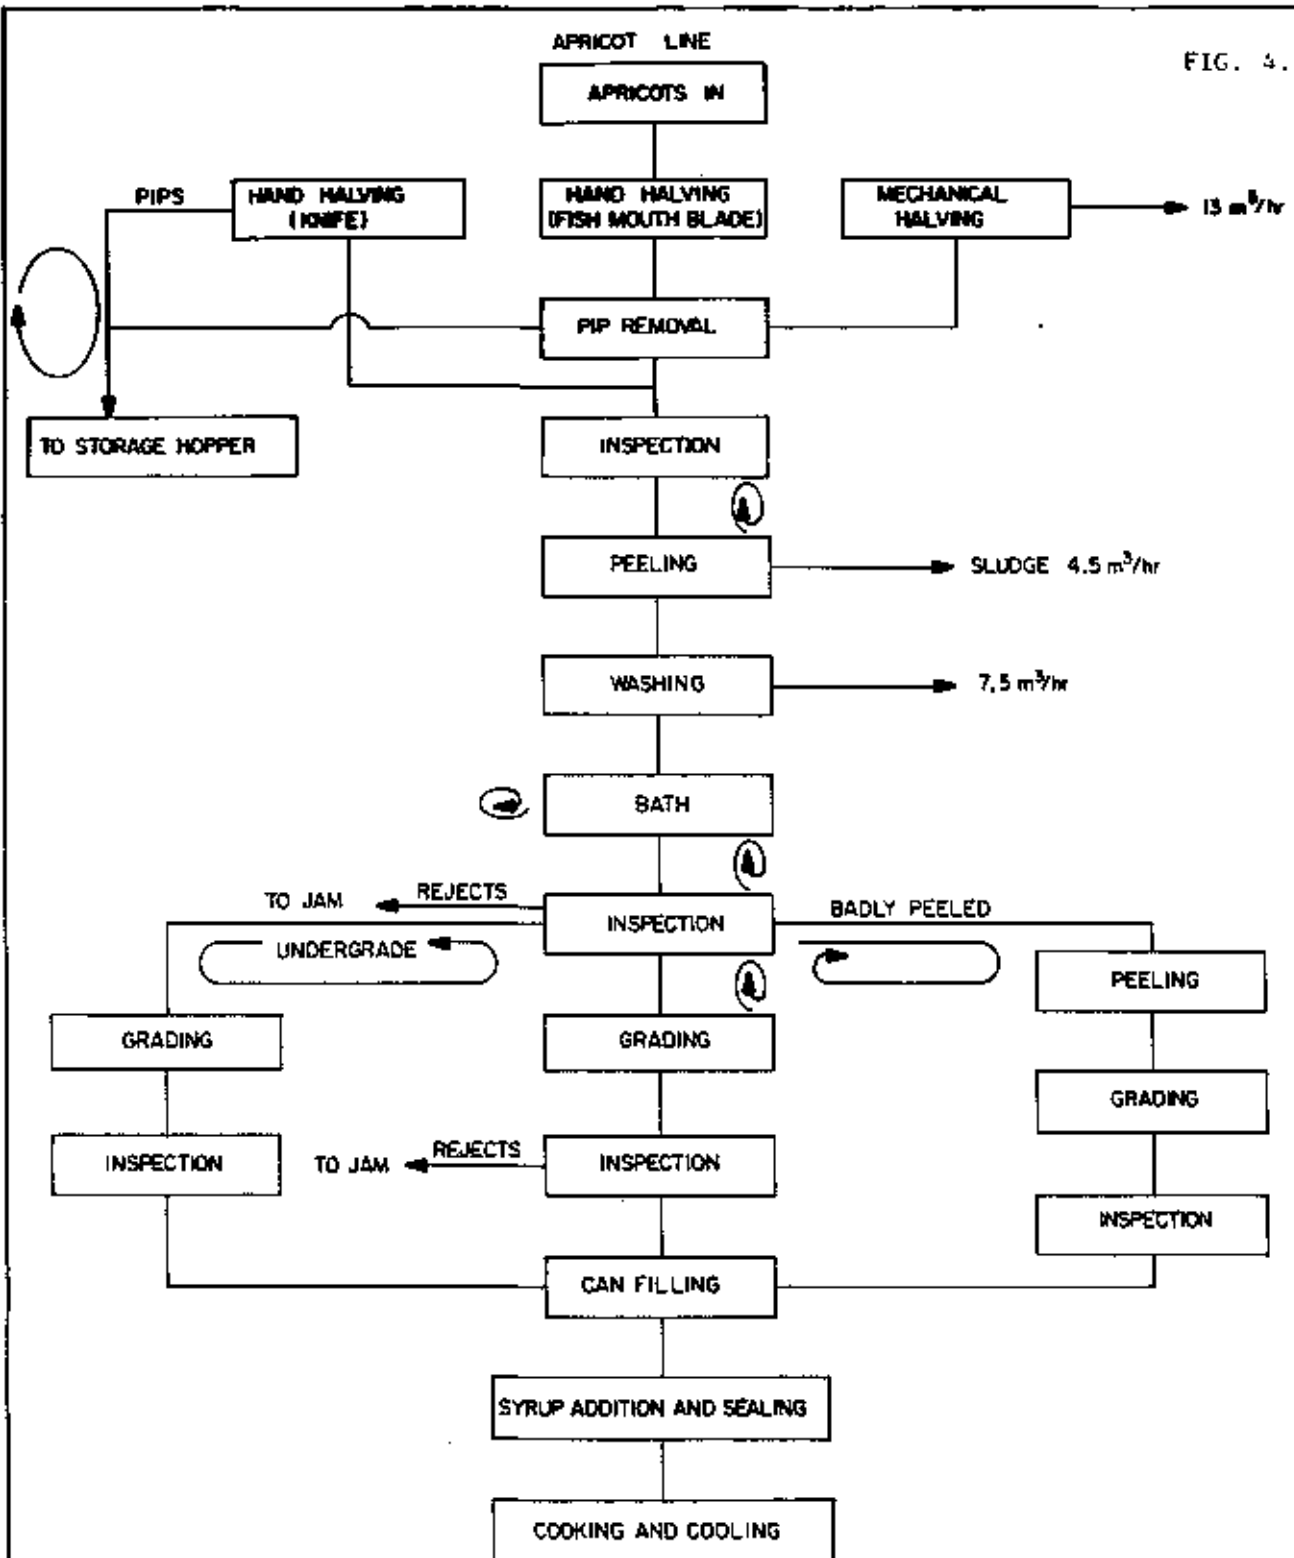 APRICOT LINE
FIG. 4.
APRICOTS IN
PIPS
HAND HALVING
(KNIFE)
HAND HALVING
(FISH MOUTH BLADE)
MECHANICAL
HALVING
13 m³/hr
PIP REMOVAL
TO STORAGE HOPPER
INSPECTION
PEELING
SLUDGE 4.5 m³/hr
WASHING
7,5 m³/hr
BATH
TO JAM
REJECTS
INSPECTION
BADLY PEELED
UNDERGRADE
PEELING
GRADING
GRADING
GRADING
INSPECTION
TO JAM
REJECTS
INSPECTION
INSPECTION
CAN FILLING
SYRUP ADDITION AND SEALING
COOKING AND COOLING